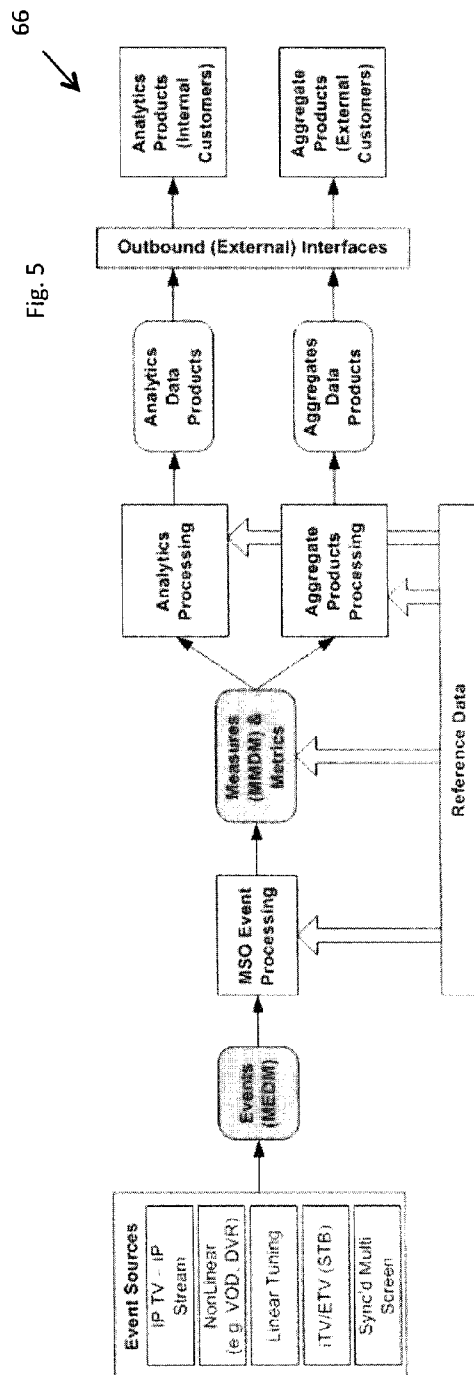 66
Fig. 5
Event Sources
IP TV – IP
Stream
NonLinear
(e.g. VOD, DVR)
Linear Tuning
iTV/ETV (STB)
Sync'd Multi
Screen
Events
(MEDM)
MSO Event
Processing
Measures
(MMDM) &
Metrics
Analytics
Processing
Aggregate
Products
Processing
Analytics
Data
Products
Aggregates
Data
Products
Outbound (External) Interfaces
Analytics
Products
(Internal
Customers)
Aggregate
Products
(External
Customers)
Reference Data